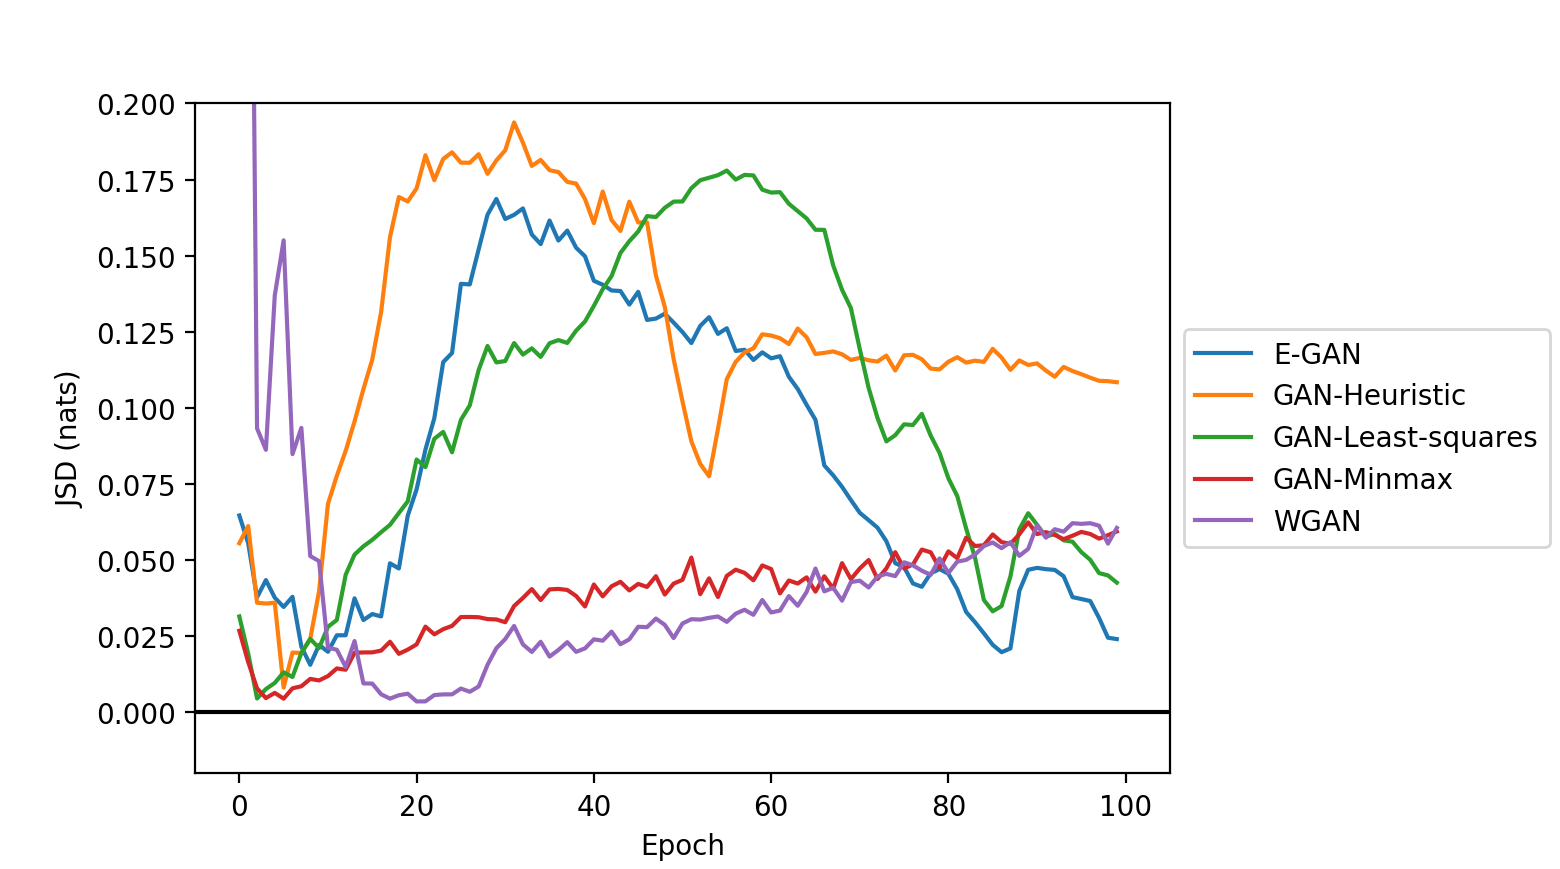 0.200
0.175
0.150
0.125
0.100
0.075
0.050
0.025
0.000
JSD (nats)
0 20 40 60 80 100
Epoch
E-GAN
GAN-Heuristic
GAN-Least-squares
GAN-Minmax
WGAN